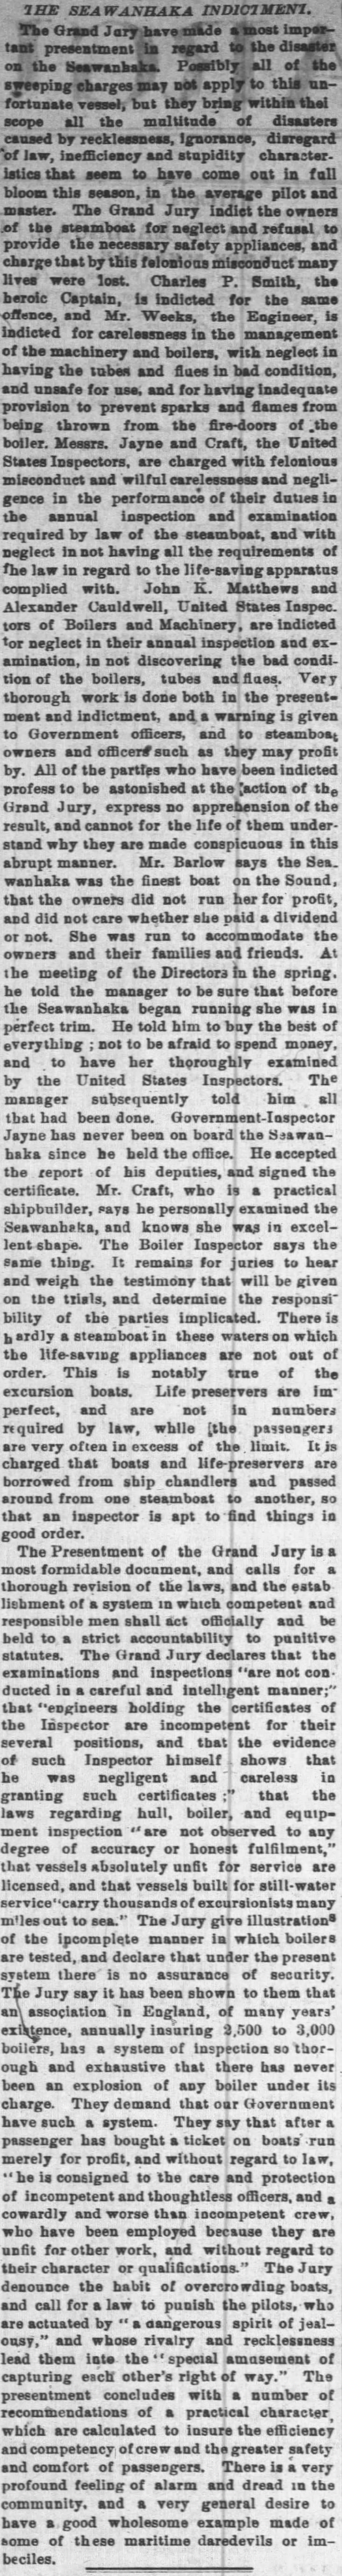 THE SEAWANHAKA INDICTMENT.
The Grand Jury have made a most impor-
tant presentment in regard to the disaster
on the Seawanhaka. Possibly all of the
sweeping charges may not apply to this un-
fortunate vessel, but they bring within thei
scope all the multitude of disasters
caused by recklessness, ignorance, disregard
of law, inefficiency and stupidity character-
istics that seem to have come out in full
bloom this season, in the average pilot and
master. The Grand Jury indict the owners
of the steamboat for neglect and refusal to
provide the necessary safety appliances, and
charge that by this felonious misconduct many
lives were lost. Charles P. Smith, the
heroic Captain, is indicted for the same
offence, and Mr. Weeks, the Engineer, is
indicted for carelessness in the management
of the machinery and boilers, with neglect in
having the tubes and flues in bad condition,
and unsafe for use, and for having inadequate
provision to prevent sparks and flames from
being thrown from the fire-doors of the
boiler. Messrs. Jayne and Craft, the United
States Inspectors, are charged with felonious
misconduct and wilful carelessness and negli-
gence in the performance of their duties in
the annual inspection and examination
required by law of the steamboat, and with
neglect in not having all the requirements of
the law in regard to the life-saving apparatus
complied with. John K. Matthews and
Alexander Cauldwell, United States Inspec.
tors of Boilers and Machinery, are indicted
for neglect in their annual inspection and ex-
amination, in not discovering the bad condi-
tion of the boilers, tubes and flues. Very
thorough work is done both in the present-
ment and indictment, and a warning is given
to Government officers, and to steamboat
owners and officers such as they may profit
by. All of the parties who have been indicted
profess to be astonished at the action of the
Grand Jury, express no apprehension of the
result, and cannot for the life of them under-
stand why they are made conspicuous in this
abrupt manner. Mr. Barlow says the Sea-
wanhaka was the finest boat on the Sound,
that the owners did not run her for profit,
and did not care whether she paid a dividend
or not. She was run to accommodate the
owners and their families and friends. At
the meeting of the Directors in the spring,
he told the manager to be sure that before
the Seawanhaka began running she was in
perfect trim. He told him to buy the best of
everything ; not to be afraid to spend money,
and to have her thoroughly examined
by the United States Inspectors. The
manager subsequently told him all
that had been done. Government-Inspector
Jayne has never been on board the Seawan-
haka since he held the office. He accepted
the report of his deputies, and signed the
certificate. Mr. Craft, who is a practical
shipbuilder, says he personally examined the
Seawanhaka, and knows she was in excel-
lent shape. The Boiler Inspector says the
same thing. It remains for juries to hear
and weigh the testimony that will be given
on the trials, and determine the responsi-
bility of the parties implicated. There is
hardly a steamboat in these waters on which
the life-saving appliances are not out of
order. This is notably true of the
excursion boats. Life preservers are im-
perfect, and are not in numbers
required by law, while the passengers
are very often in excess of the limit. It is
charged that boats and life-preservers are
borrowed from ship chandlers and passed
around from one steamboat to another, so
that an inspector is apt to find things in
good order.
The Presentment of the Grand Jury is a
most formidable document, and calls for a
thorough revision of the laws, and the estab
lishment of a system in which competent and
responsible men shall act officially and be
held to a strict accountability to punitive
statutes. The Grand Jury declares that the
examinations and inspections "are not con-
ducted in a careful and intelligent manner;"
that "engineers holding the certificates of
the Inspector are incompetent for their
several positions, and that the evidence
of such Inspector himself shows that
he was negligent and careless in
granting such certificates ;" that the
laws regarding hull, boiler, and equip-
ment inspection "are not observed to any
degree of accuracy or honest fulfilment,"
that vessels absolutely unfit for service are
licensed, and that vessels built for still-water
service "carry thousands of excursionists many
miles out to sea." The Jury give illustrations
of the incomplete manner in which boilers
are tested, and declare that under the present
system there is no assurance of security.
The Jury say it has been shown to them that
an association in England, of many years'
existence, annually insuring 2,500 to 3,000
boilers, has a system of inspection so thor-
ough and exhaustive that there has never
been an explosion of any boiler under its
charge. They demand that our Government
have such a system. They say that after a
passenger has bought a ticket on boats run
merely for profit, and without regard to law,
"he is consigned to the care and protection
of incompetent and thoughtless officers, and a
cowardly and worse than incompetent crew,
who have been employed because they are
unfit for other work, and without regard to
their character or qualifications." The Jury
denounce the habit of overcrowding boats,
and call for a law to punish the pilots, who
are actuated by "a dangerous spirit of jeal-
ousy," and whose rivalry and recklessness
lead them into the "special amusement of
capturing each other's right of way." The
presentment concludes with a number of
recommendations of a practical character,
which are calculated to insure the efficiency
and competency of crew and the greater safety
and comfort of passengers. There is a very
profound feeling of alarm and dread in the
community, and a very general desire to
have a good wholesome example made of
some of these maritime daredevils or im-
beciles.